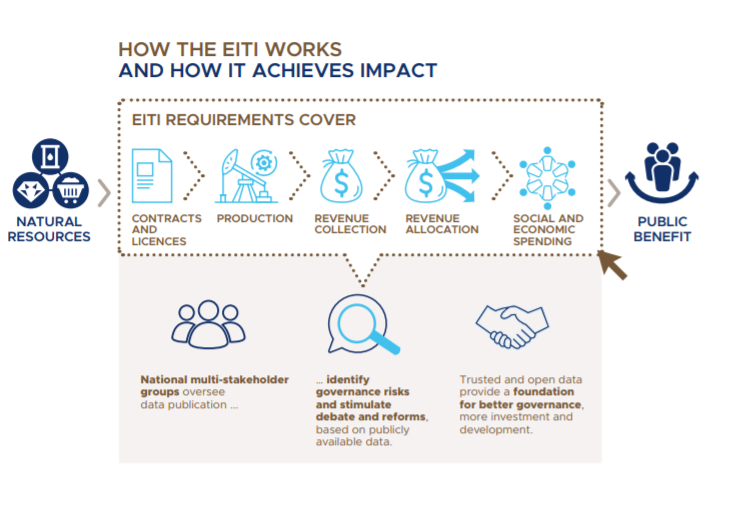 HOW THE EITI WORKS
AND HOW IT ACHIEVES IMPACT
EITI REQUIREMENTS COVER
NATURAL
RESOURCES
CONTRACTS
AND
LICENCES
PRODUCTION
REVENUE
COLLECTION
REVENUE
ALLOCATION
SOCIAL AND
ECONOMIC
SPENDING
PUBLIC
BENEFIT
National multi-stakeholder
groups oversee
data publication ...
... identify
governance risks
and stimulate
debate and reforms,
based on publicly
available data.
Trusted and open data
provide a foundation
for better governance,
more investment and
development.